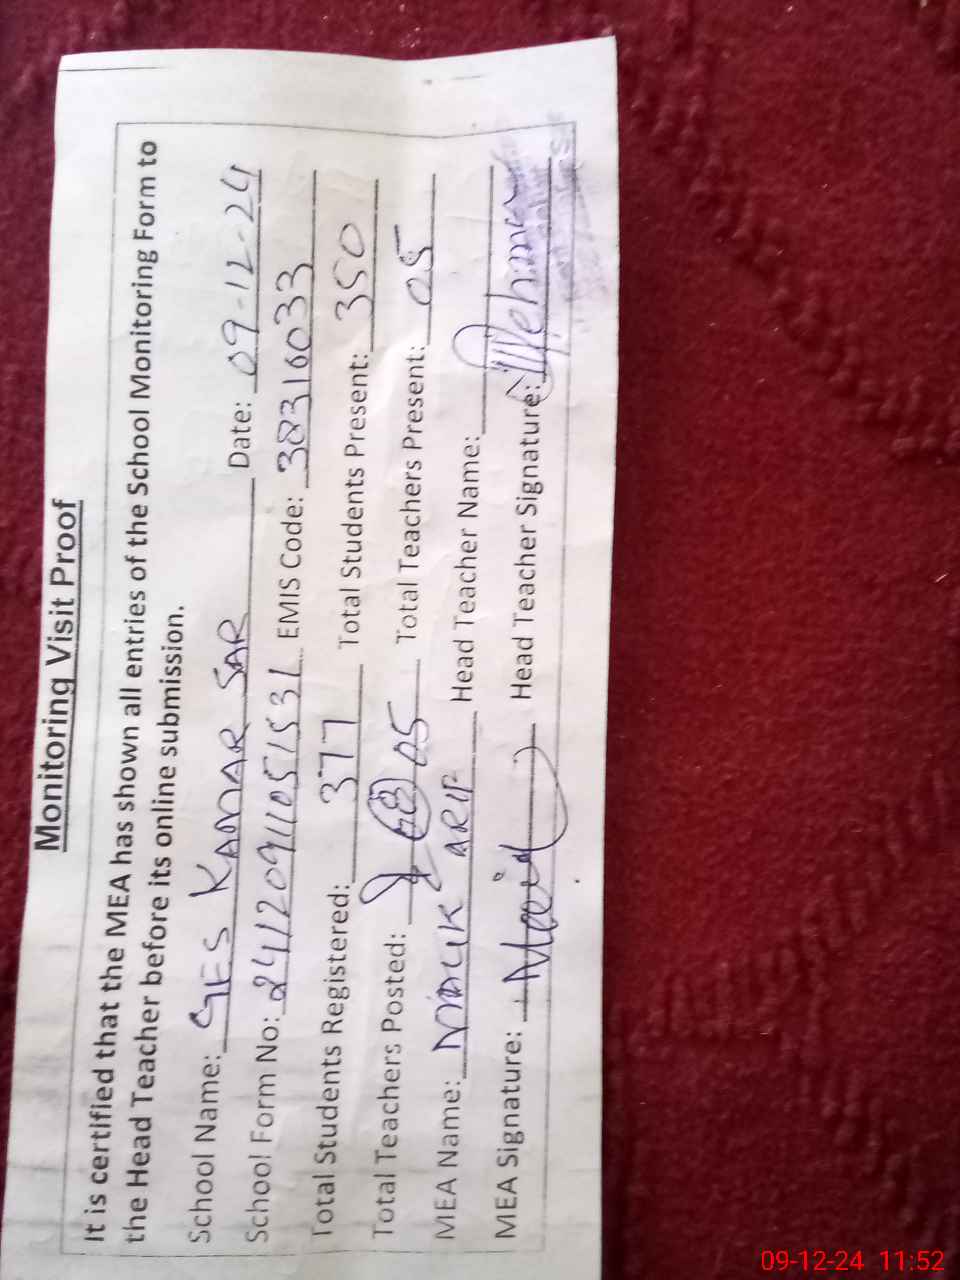 Monitoring Visit Proof
It is certified that the MEA has shown all entries of the School Monitoring Form to
the Head Teacher before its online submission.
School Name: GES KAMAR SAR Date: 09-12-24
School Form No: 24120911051531 EMIS Code: 38316033
Total Students Registered: 377 Total Students Present: 350
Total Teachers Posted: 05 Total Teachers Present: 05
MEA Name: ARIF Head Teacher Name:
MEA Signature: Head Teacher Signature:
09-12-24 11:52